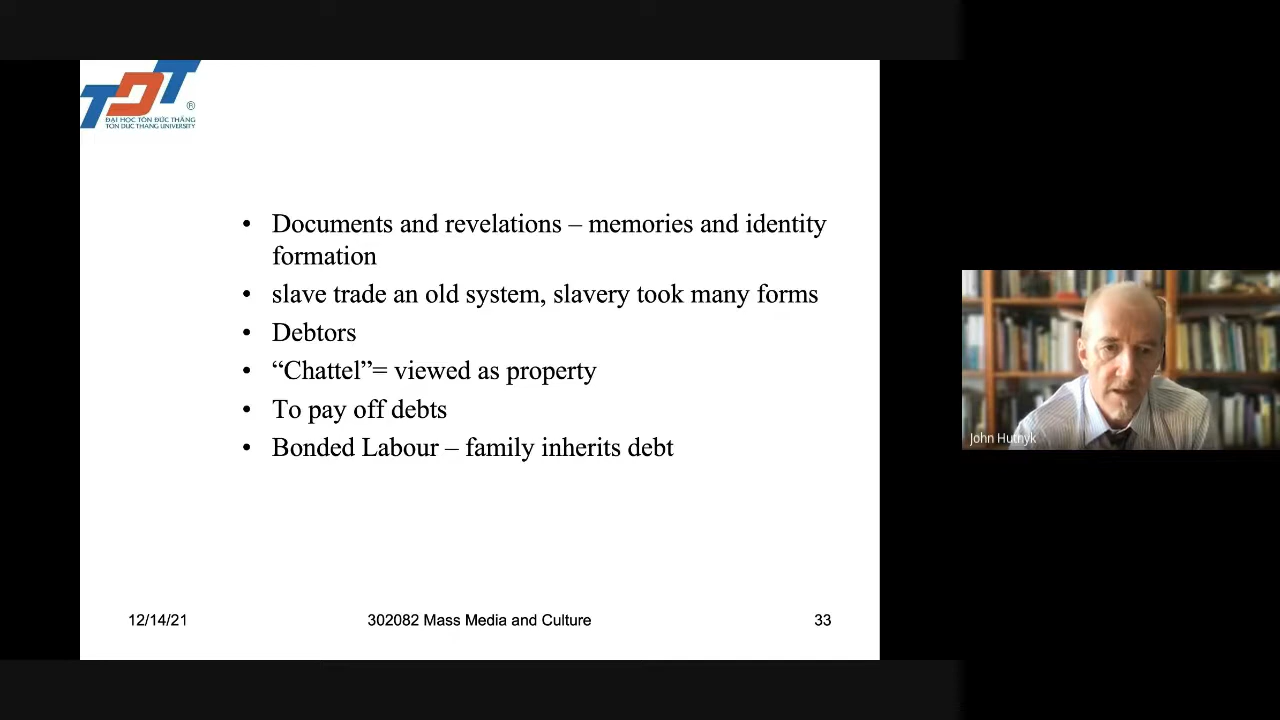 TDT
®
ĐẠI HỌC TÔN ĐỨC THẮNG
TON DUC THANG UNIVERSITY
• Documents and revelations – memories and identity
formation
• slave trade an old system, slavery took many forms
• Debtors
• “Chattel”= viewed as property
• To pay off debts
• Bonded Labour – family inherits debt
12/14/21
302082 Mass Media and Culture
33
John Hutnyk